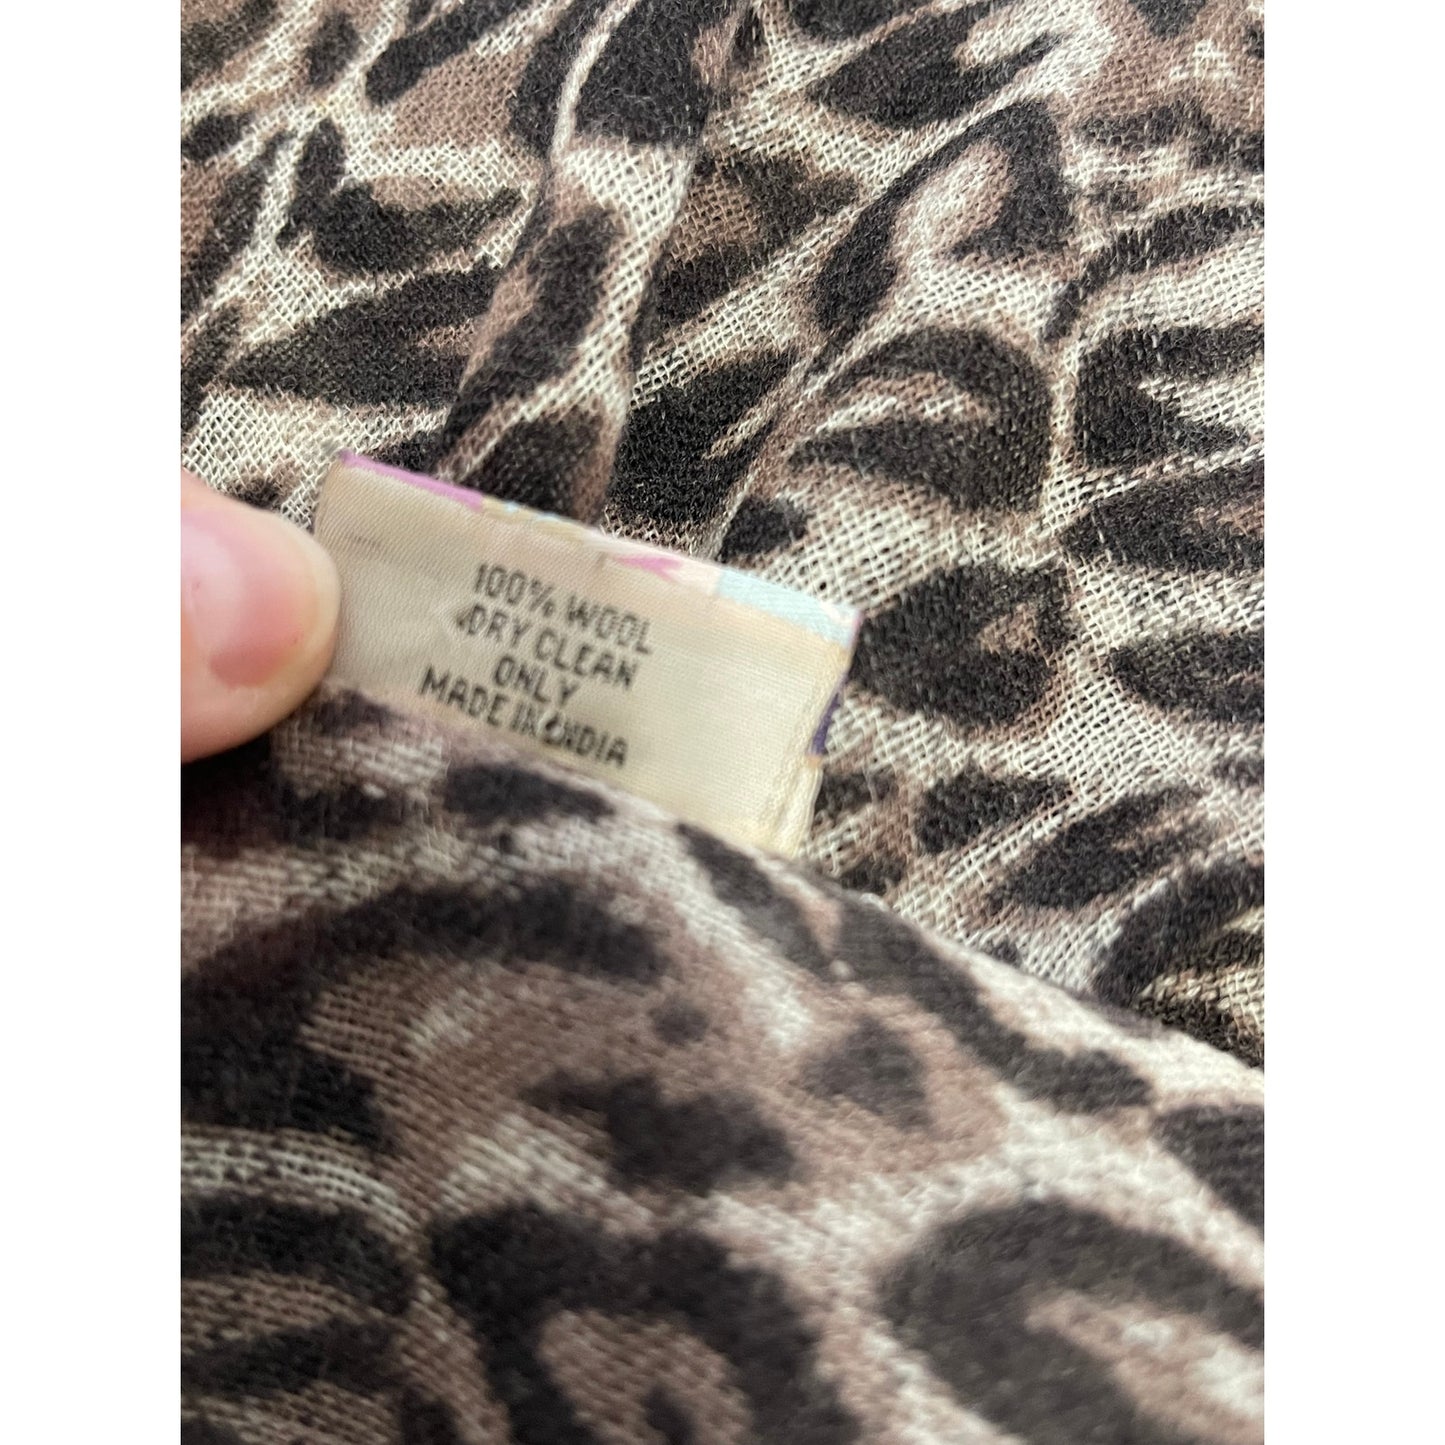 100% WOOL
DRY CLEAN
ONLY
MADE IN INDIA